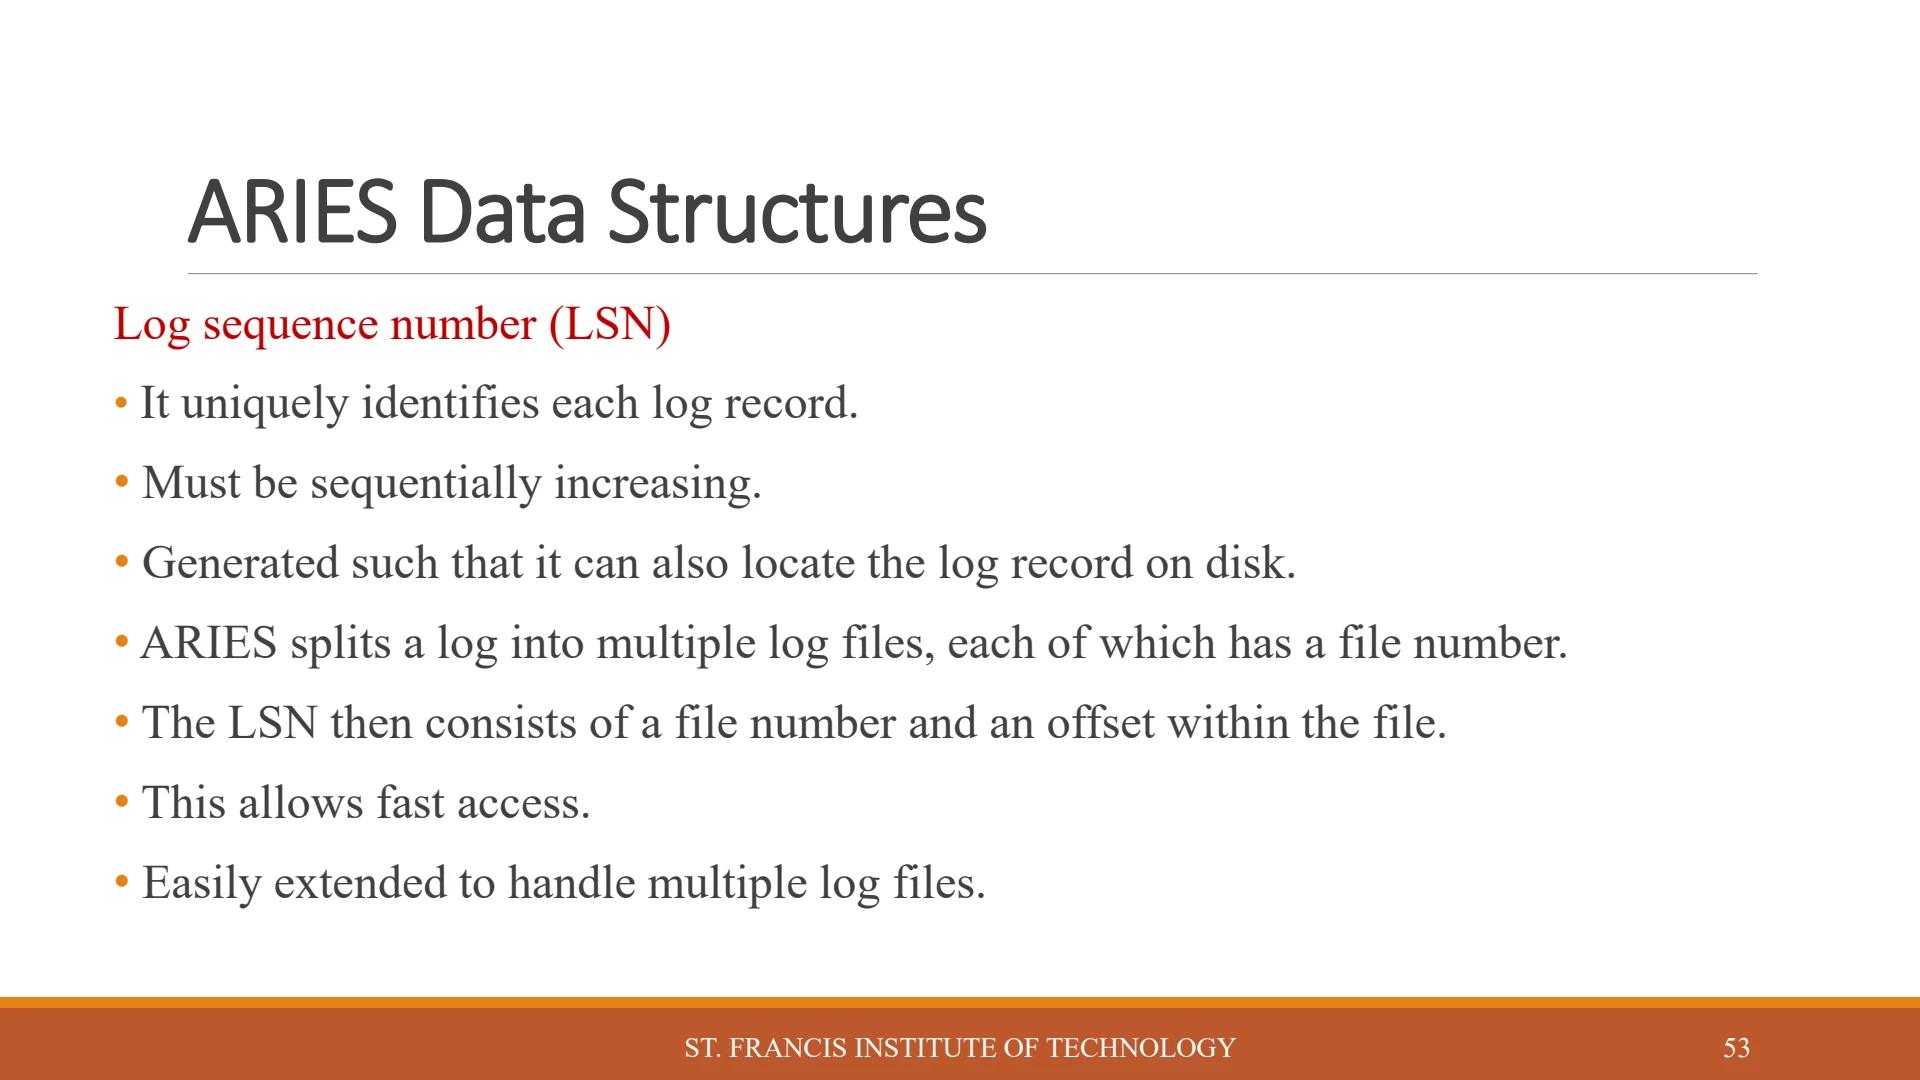 ARIES Data Structures
Log sequence number (LSN)
• It uniquely identifies each log record.
• Must be sequentially increasing.
• Generated such that it can also locate the log record on disk.
• ARIES splits a log into multiple log files, each of which has a file number.
• The LSN then consists of a file number and an offset within the file.
• This allows fast access.
• Easily extended to handle multiple log files.
ST. FRANCIS INSTITUTE OF TECHNOLOGY
53